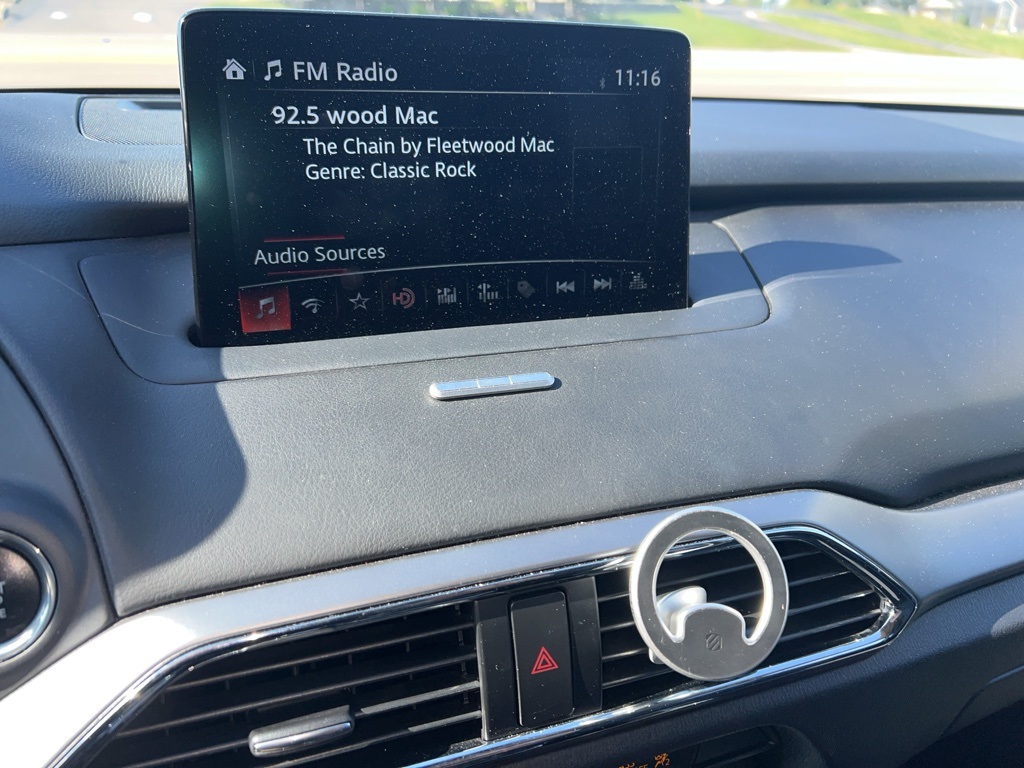 FM Radio
11:16
92.5 wood Mac
The Chain by Fleetwood Mac
Genre: Classic Rock
Audio Sources
HD